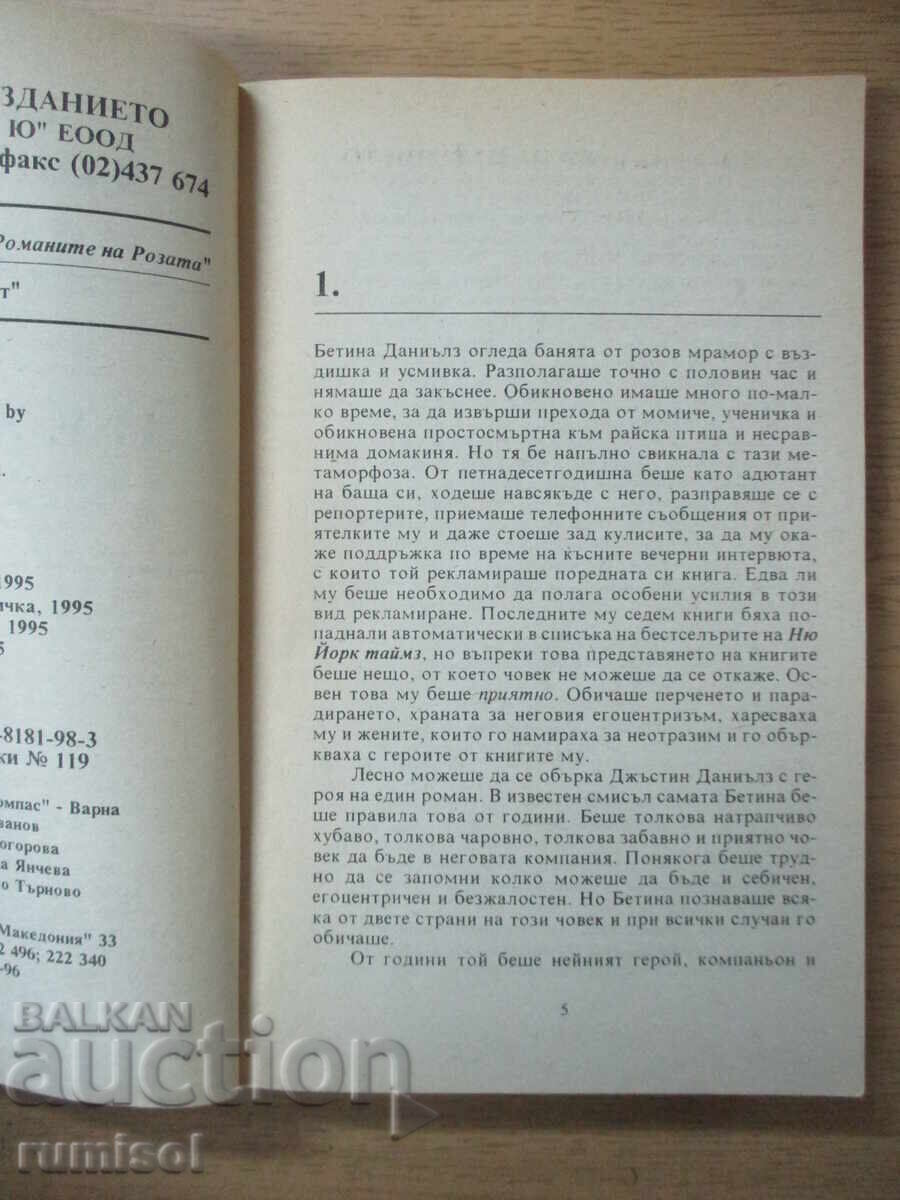 ЗДАНИЕТО
Ю" ЕООД
факс (02)437 674
Романите на Розата"
т"
by
1995
ичка, 1995
1995
5
-8181-98-3
ки № 119
омпас" - Варна
ванов
огорова
а Янчева
о Търново
Македония" 33
2 496; 222 340
-96
1.
Бетина Даниълз огледа банята от розов мрамор с въз-
дишка и усмивка. Разполагаше точно с половин час и
нямаше да закъснее. Обикновено имаше много по-мал-
ко време, за да извърши прехода от момиче, ученичка и
обикновена простосмъртна към райска птица и несрав-
нима домакиня. Но тя бе напълно свикнала с тази ме-
таморфоза. От петнадесетгодишна беше като адютант
на баща си, ходеше навсякъде с него, разправяше се с
репортерите, приемаше телефонните съобщения от при-
ятелките му и даже стоеше зад кулисите, за да му ока-
же поддръжка по време на късните вечерни интервюта,
с които той рекламираше поредната си книга. Едва ли
му беше необходимо да полага особени усилия в този
вид рекламиране. Последните му седем книги бяха по-
паднали автоматически в списъка на бестселърите на Ню
Йорк таймз, но въпреки това представянето на книгите
беше нещо, от което човек не можеше да се откаже. Ос-
вен това му беше приятно. Обичаше перченето и пара-
дирането, храната за неговия егоцентризъм, харесваха
му и жените, които го намираха за неотразим и го обър-
кваха с героите от книгите му.
Лесно можеше да се обърка Джъстин Даниълз с ге-
роя на един роман. В известен смисъл самата Бетина бе-
ше правила това от години. Беше толкова натрапчиво
хубаво, толкова чаровно, толкова забавно и приятно чо-
век да бъде в неговата компания. Понякога беше труд-
но да се запомни колко можеше да бъде и себичен,
егоцентричен и безжалостен. Но Бетина познаваше вся-
ка от двете страни на този човек и при всички случаи го
обичаше.
От години той беше нейният герой, компаньон и
5
BALKAN
auction
rumisol